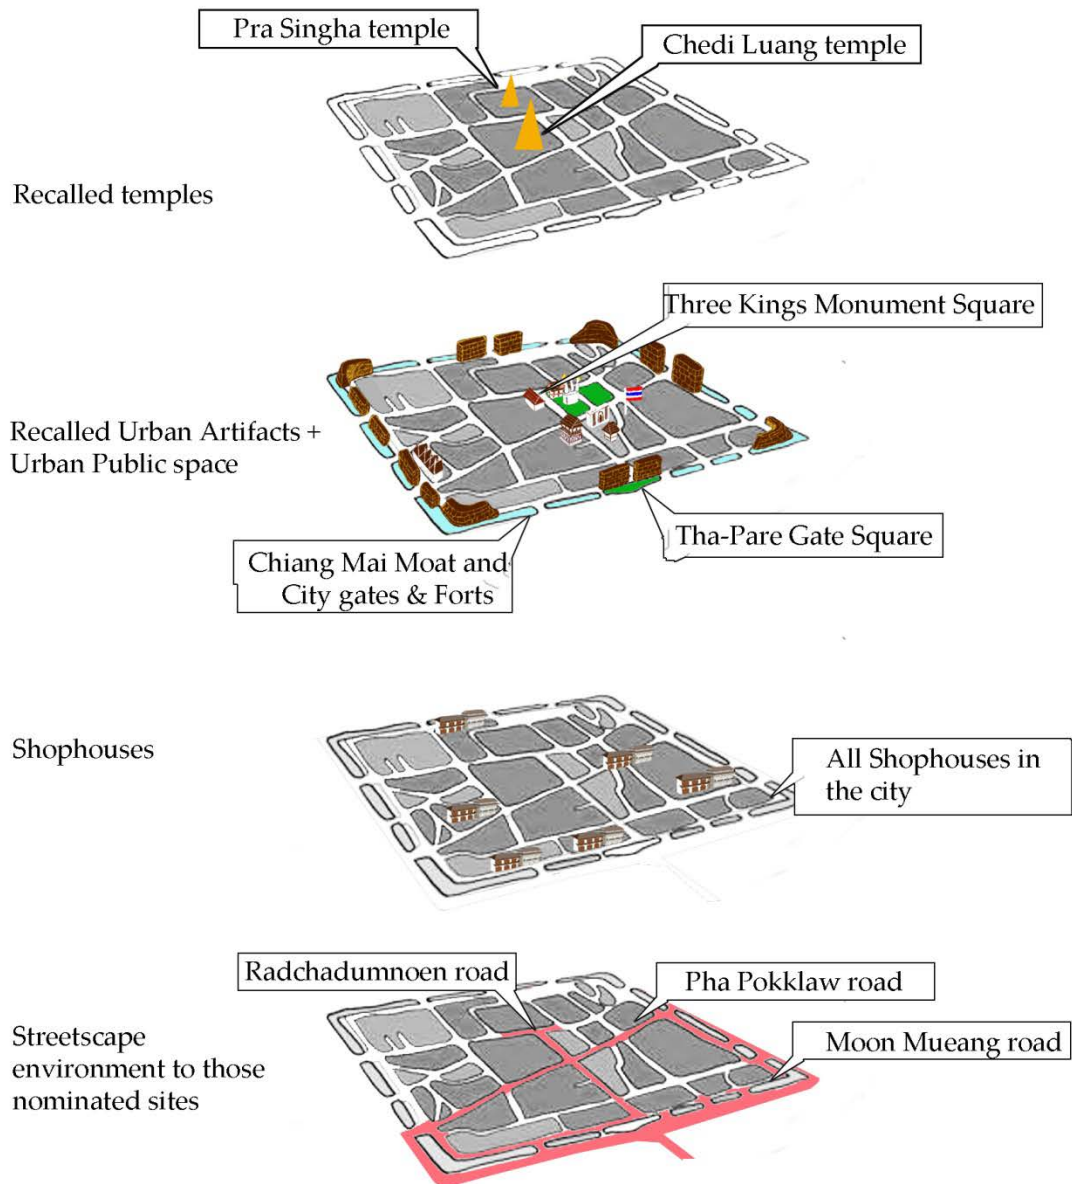 Pra Singha temple
Chedi Luang temple
Recalled temples
Three Kings Monument Square
Recalled Urban Artifacts +
Urban Public space
Tha-Pare Gate Square
Chiang Mai Moat and
City gates & Forts
Shophouses
All Shophouses in
the city
Radchadumnoen road
Pha Pokklaw road
Streetscape
environment to those
nominated sites
Moon Mueang road